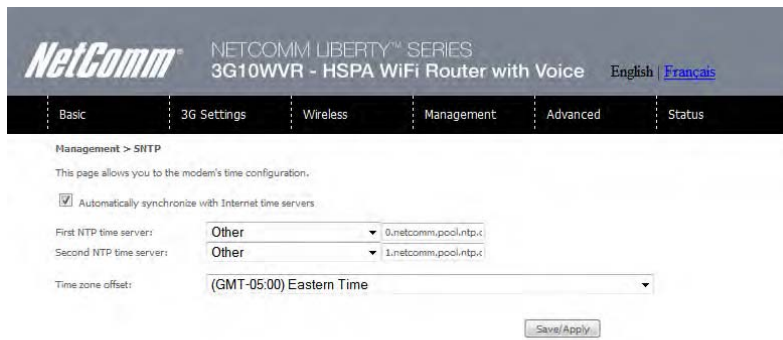 NetComm NETCOMM LIBERTY™ SERIES
3G10WVR - HSPA WiFi Router with Voice English | Français
Basic 3G Settings Wireless Management Advanced Status
Management > SNTP
This page allows you to the modem's time configuration.
Automatically synchronize with Internet time servers
First NTP time server: Other 0.netcomm.pool.ntp.c
Second NTP time server: Other 1.netcomm.pool.ntp.c
Time zone offset: (GMT-05:00) Eastern Time
Save/Apply